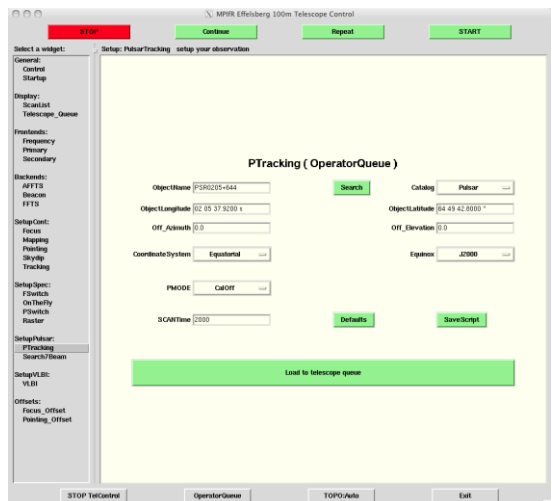 MPIFR Effelsberg 100m Telescope Control
STOP Continue Repeat START
Select a widget: Setup: PulsarTracking setup your observation
General:
Control
Startup
Display:
ScanList
Telescope_Queue
Frontends:
Frequency
Primary
Secondary
Backends:
AFFTS
Beacon
FFTS
SetupCont:
Focus
Mapping
Pointing
Skydip
Tracking
SetupSpec:
FSwitch
OnTheFly
PSwitch
Raster
SetupPulsar:
PTracking
Search7Beam
SetupVLBI:
VLBI
Offsets:
Focus_Offset
Pointing_Offset
PTracking ( OperatorQueue )
ObjectName PSR0205+644 Search Catalog Pulsar
ObjectLongitude 02 05 37.9200 s ObjectLatitude 64 49 42.8000 "
Off_Azimuth 0.0 Off_Elevation 0.0
CoordinateSystem Equatorial Equinox J2000
PMODE CalOff
SCANTime 2880 Defaults SaveScript
Load to telescope queue
STOP TelControl OperatorQueue TOPO:Auto Exit